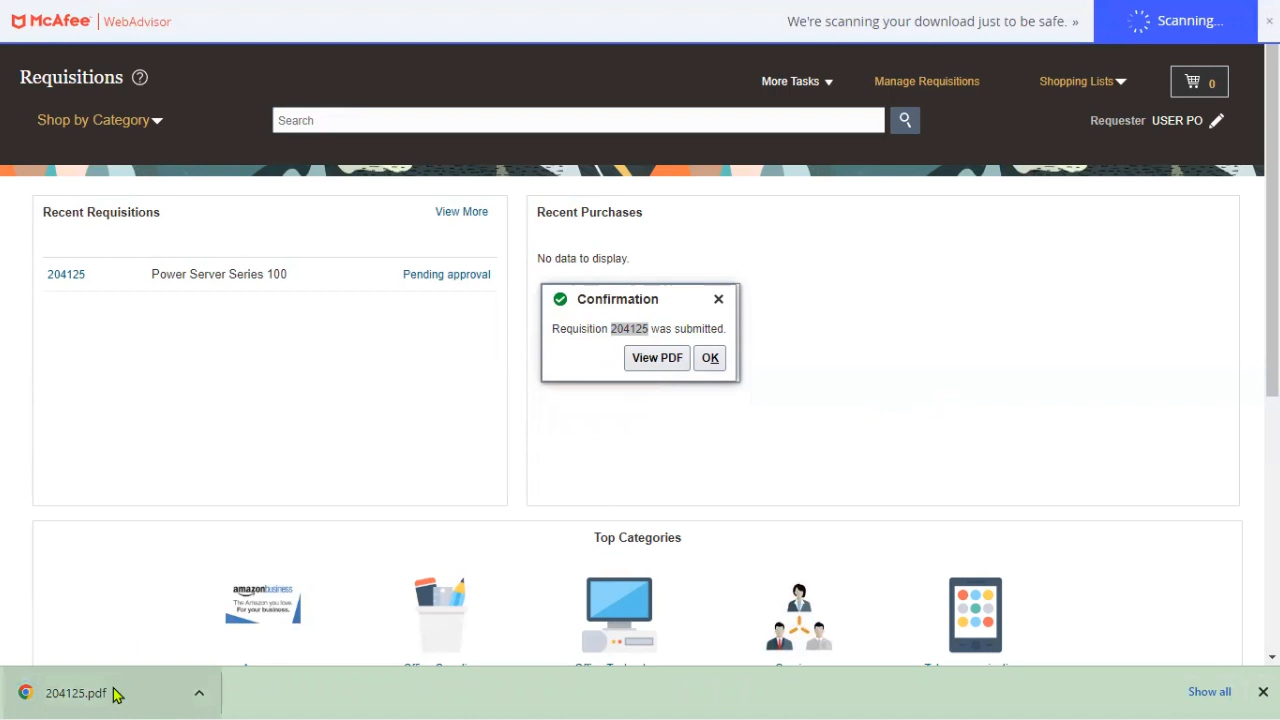 McAfee | WebAdvisor
We're scanning your download just to be safe. »
Scanning...
×
Requisitions ?
More Tasks
Manage Requisitions
Shopping Lists
0
Shop by Category
Search
Requester USER PO
Recent Requisitions
View More
204125 Power Server Series 100 Pending approval
Recent Purchases
No data to display.
Confirmation
Requisition 204125 was submitted.
View PDF
OK
Top Categories
amazonbusiness
The Amazon you love.
For your business.
204125.pdf
Show all